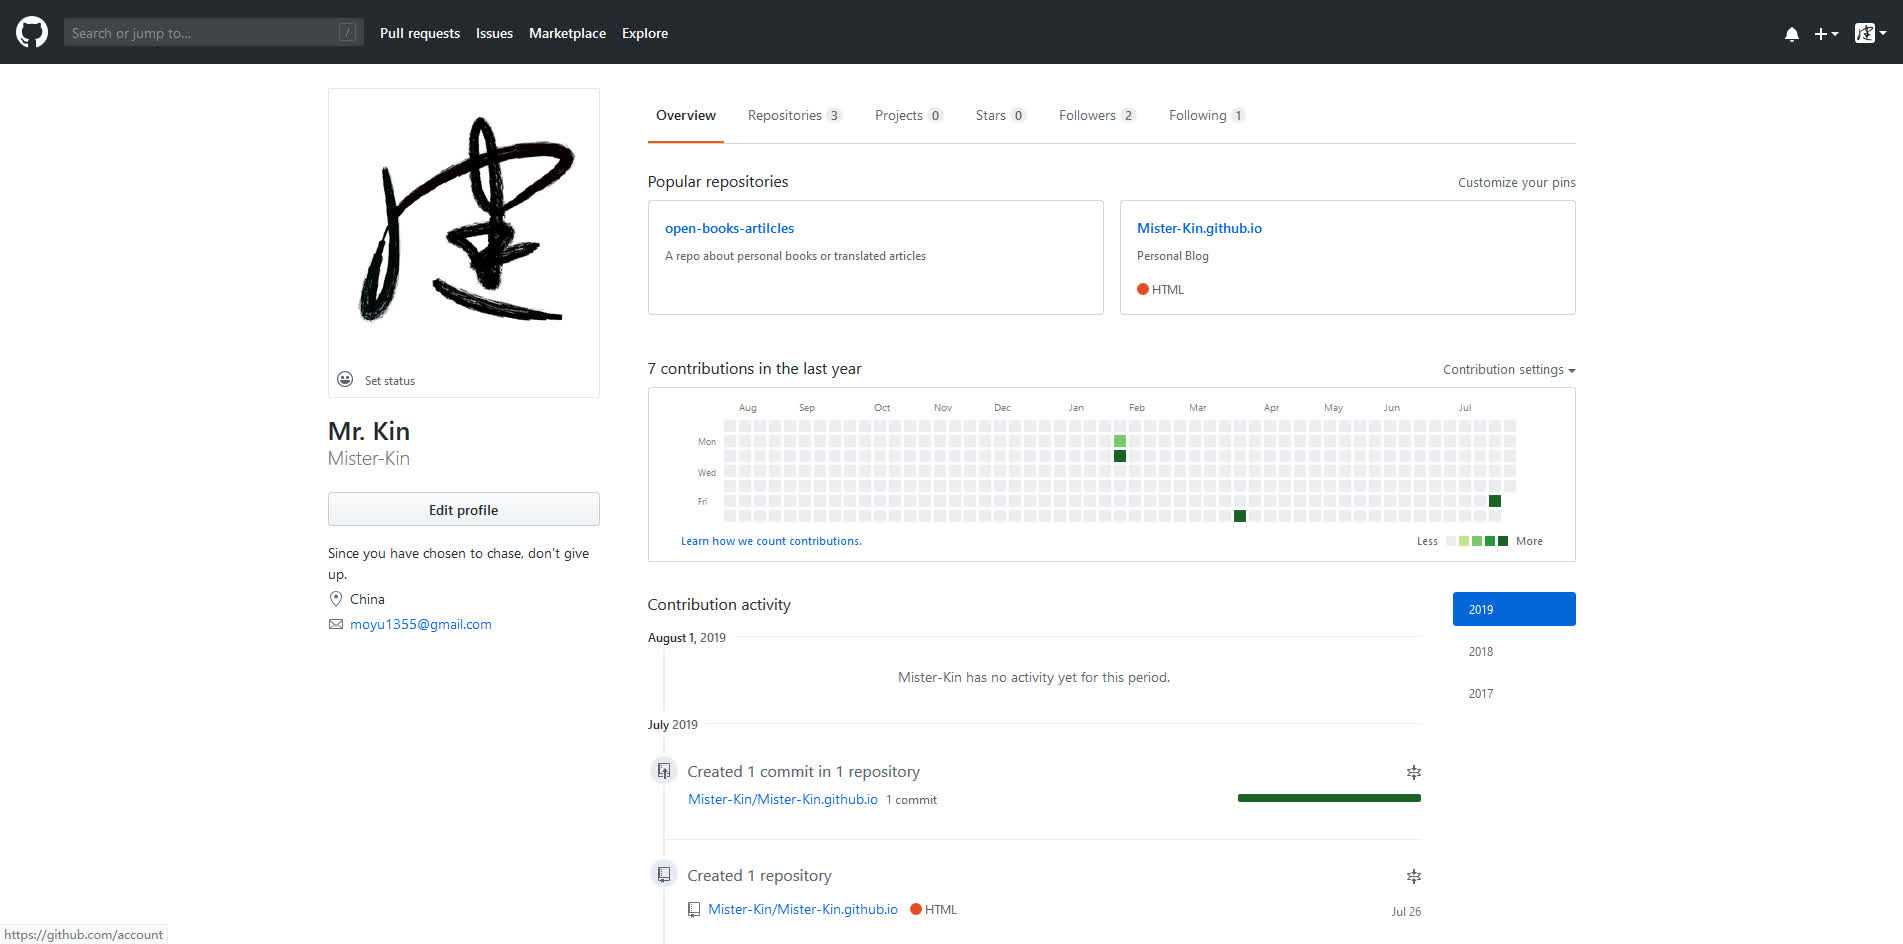 Search or jump to... /
Pull requests Issues Marketplace Explore
Overview Repositories 3 Projects 0 Stars 0 Followers 2 Following 1
Set status
Mr. Kin
Mister-Kin
Edit profile
Since you have chosen to chase, don't give
up.
China
moyu1355@gmail.com
Popular repositories
Customize your pins
open-books-artilcles
A repo about personal books or translated articles
Mister-Kin.github.io
Personal Blog
HTML
7 contributions in the last year
Contribution settings
Aug Sep Oct Nov Dec Jan Feb Mar Apr May Jun Jul
Mon
Wed
Fri
Learn how we count contributions.
Less More
Contribution activity
2019
2018
2017
August 1, 2019
Mister-Kin has no activity yet for this period.
July 2019
Created 1 commit in 1 repository
Mister-Kin/Mister-Kin.github.io 1 commit
Created 1 repository
Mister-Kin/Mister-Kin.github.io HTML Jul 26
https://github.com/account